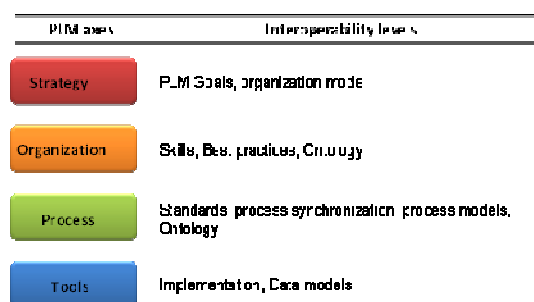 PLM axes Interoperability levels
Strategy PLM Goals, organization mode
Organization Skills, Best practices, Ontology
Process Standards, process synchronization, process models,
Ontology
Tools Implementation, Data models